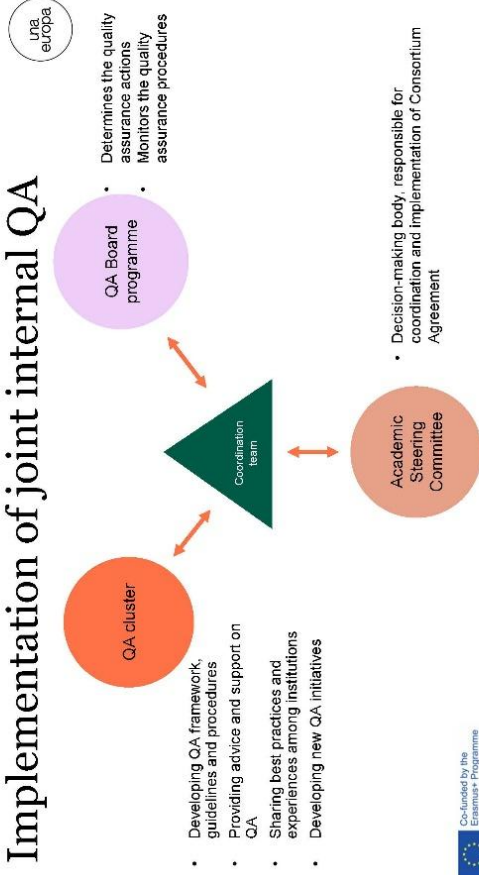 Implementation of joint internal QA
una
europa
QA cluster
QA Board
programme
• Determines the quality
assurance actions
• Monitors the quality
assurance procedures
Coordination
team
• Developing QA framework,
guidelines and procedures
• Providing advice and support on
QA
• Sharing best practices and
experiences among institutions
• Developing new QA initiatives
Academic
Steering
Committee
• Decision-making body, responsible for
coordination and implementation of Consortium
Agreement
Co-funded by the
Erasmus+ Programme